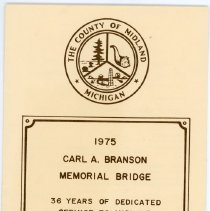 THE COUNTY OF MIDLAND
MICHIGAN
1975
CARL A. BRANSON
MEMORIAL BRIDGE
36 YEARS OF DEDICATED